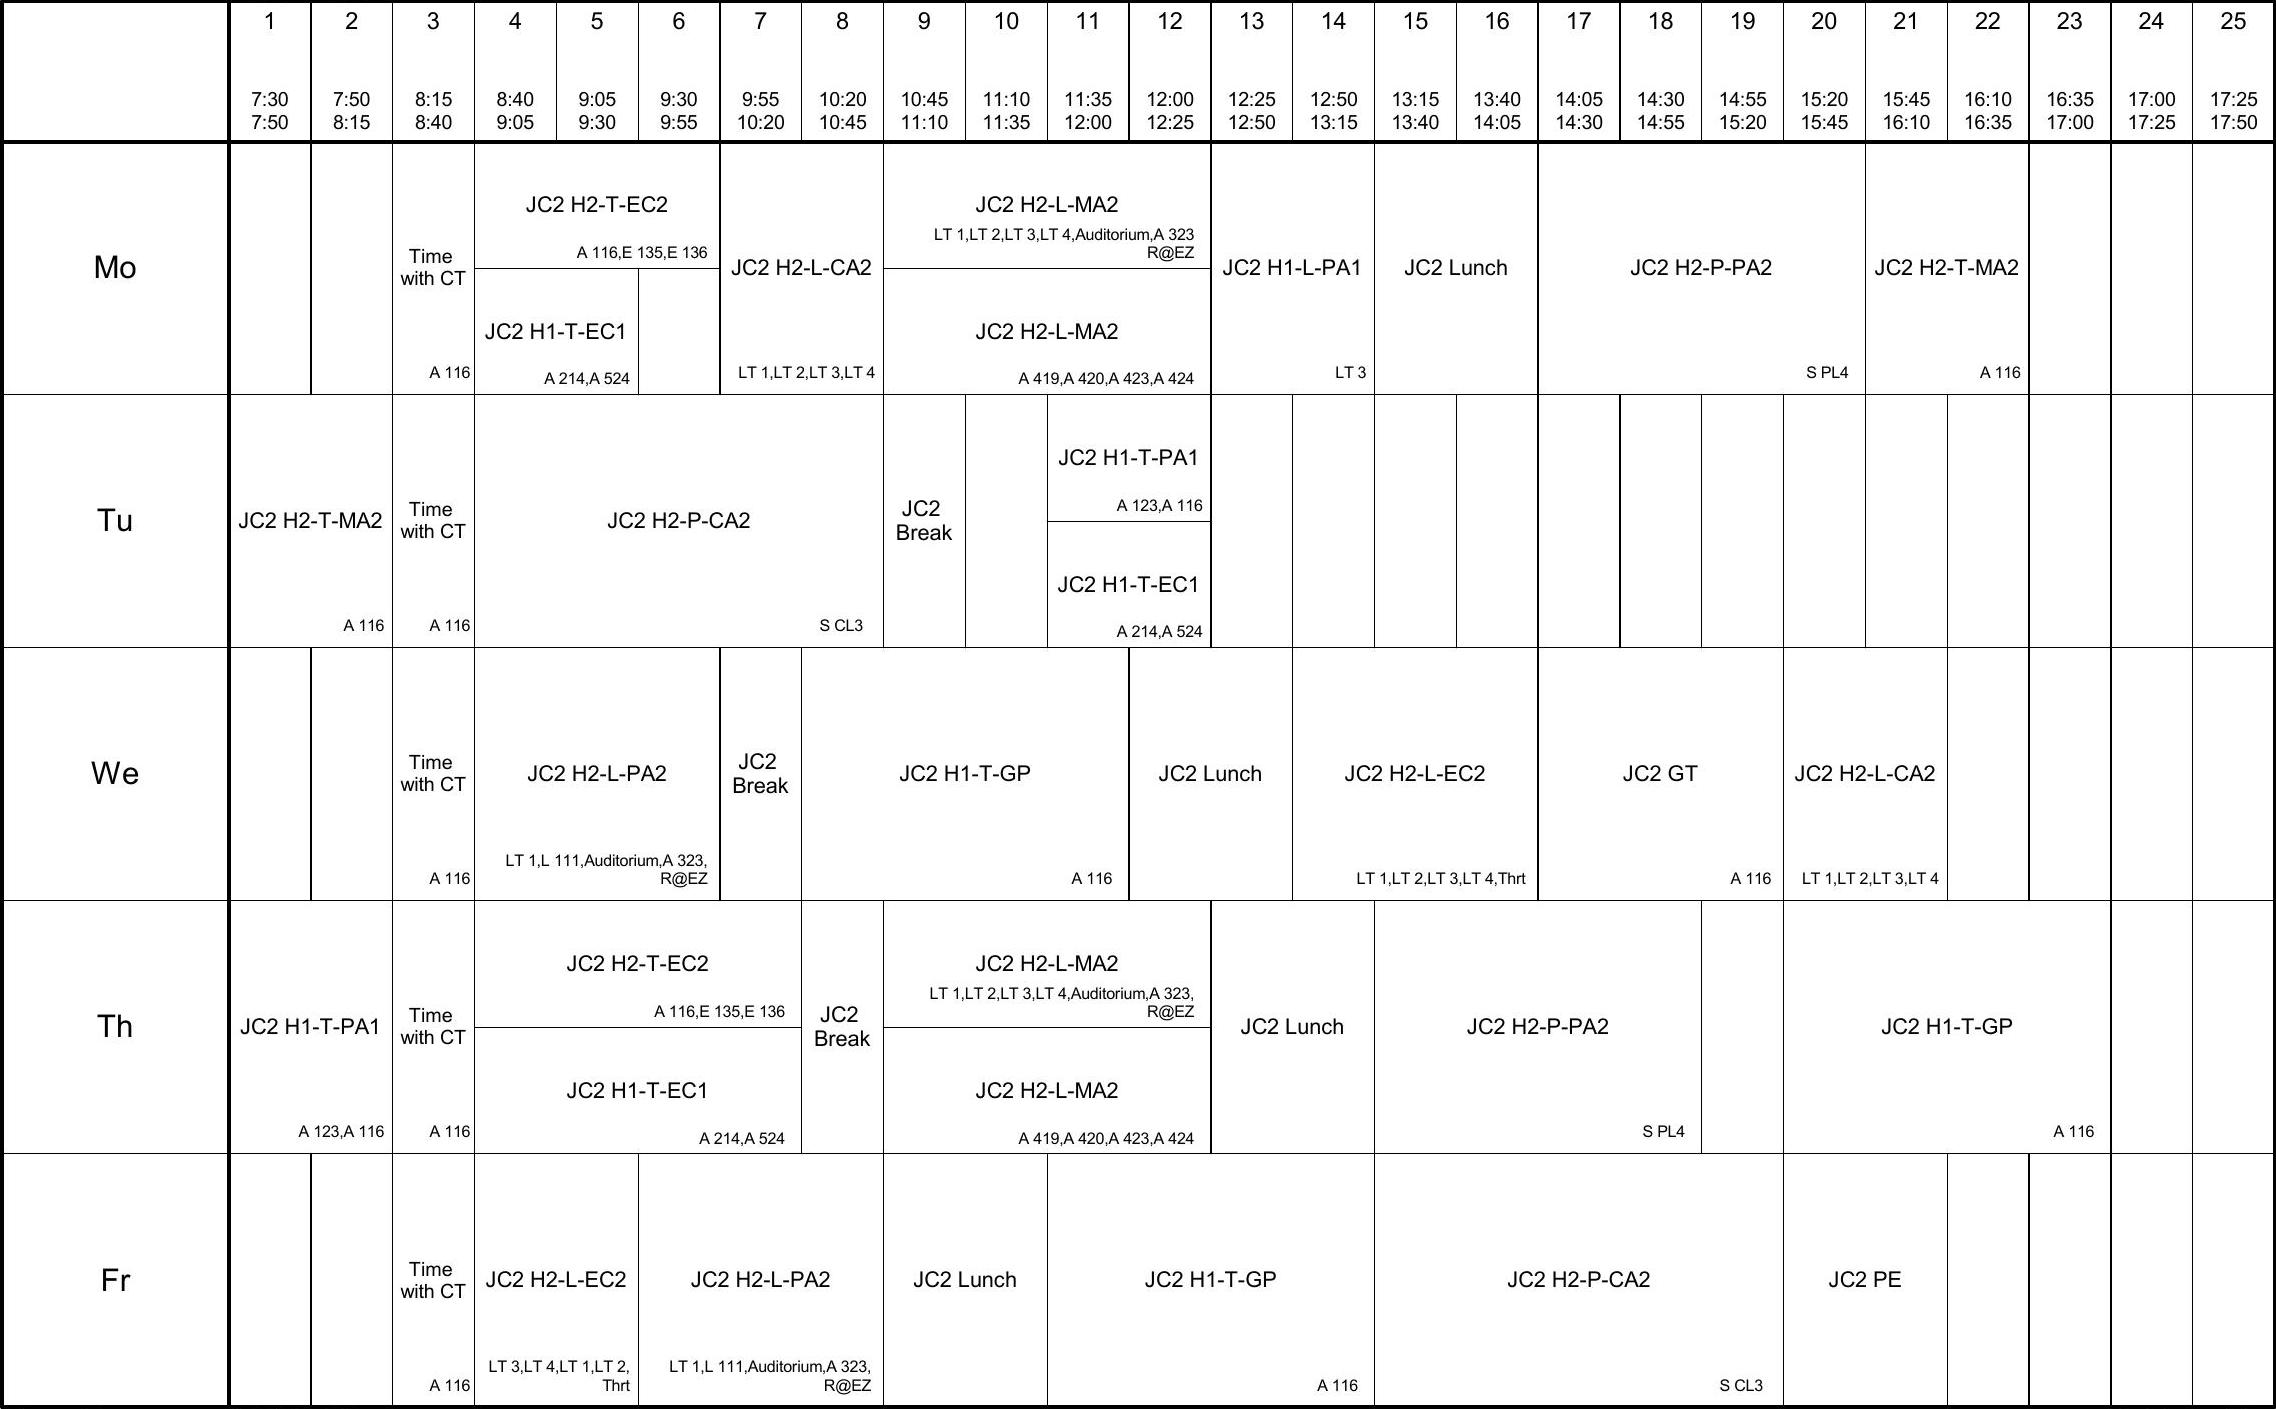 1 2 3 4 5 6 7 8 9 10 11 12 13 14 15 16 17 18 19 20 21 22 23 24 25
7:30 7:50 8:15 8:40 9:05 9:30 9:55 10:20 10:45 11:10 11:35 12:00 12:25 12:50 13:15 13:40 14:05 14:30 14:55 15:20 15:45 16:10 16:35 17:00 17:25
7:50 8:15 8:40 9:05 9:30 9:55 10:20 10:45 11:10 11:35 12:00 12:25 12:50 13:15 13:40 14:05 14:30 14:55 15:20 15:45 16:10 16:35 17:00 17:25 17:50
Mo
Time
with CT
A 116
JC2 H2-T-EC2
A 116,E 135,E 136
JC2 H1-T-EC1
A 214,A 524
JC2 H2-L-CA2
LT 1,LT 2,LT 3,LT 4
JC2 H2-L-MA2
LT 1,LT 2,LT 3,LT 4,Auditorium,A 323
R@EZ
JC2 H2-L-MA2
A 419,A 420,A 423,A 424
JC2 H1-L-PA1
LT 3
JC2 Lunch
JC2 H2-P-PA2
S PL4
JC2 H2-T-MA2
A 116
Tu
JC2 H2-T-MA2
A 116
Time
with CT
A 116
JC2 H2-P-CA2
S CL3
JC2
Break
JC2 H1-T-PA1
A 123,A 116
JC2 H1-T-EC1
A 214,A 524
We
Time
with CT
A 116
JC2 H2-L-PA2
LT 1,L 111,Auditorium,A 323,
R@EZ
JC2
Break
JC2 H1-T-GP
A 116
JC2 Lunch
JC2 H2-L-EC2
LT 1,LT 2,LT 3,LT 4,Thrt
JC2 GT
A 116
JC2 H2-L-CA2
LT 1,LT 2,LT 3,LT 4
Th
JC2 H1-T-PA1
A 123,A 116
Time
with CT
A 116
JC2 H2-T-EC2
A 116,E 135,E 136
JC2 H1-T-EC1
A 214,A 524
JC2
Break
JC2 H2-L-MA2
LT 1,LT 2,LT 3,LT 4,Auditorium,A 323,
R@EZ
JC2 H2-L-MA2
A 419,A 420,A 423,A 424
JC2 Lunch
JC2 H2-P-PA2
S PL4
JC2 H1-T-GP
A 116
Fr
Time
with CT
A 116
JC2 H2-L-EC2
LT 3,LT 4,LT 1,LT 2,
Thrt
JC2 H2-L-PA2
LT 1,L 111,Auditorium,A 323,
R@EZ
JC2 Lunch
JC2 H1-T-GP
A 116
JC2 H2-P-CA2
S CL3
JC2 PE